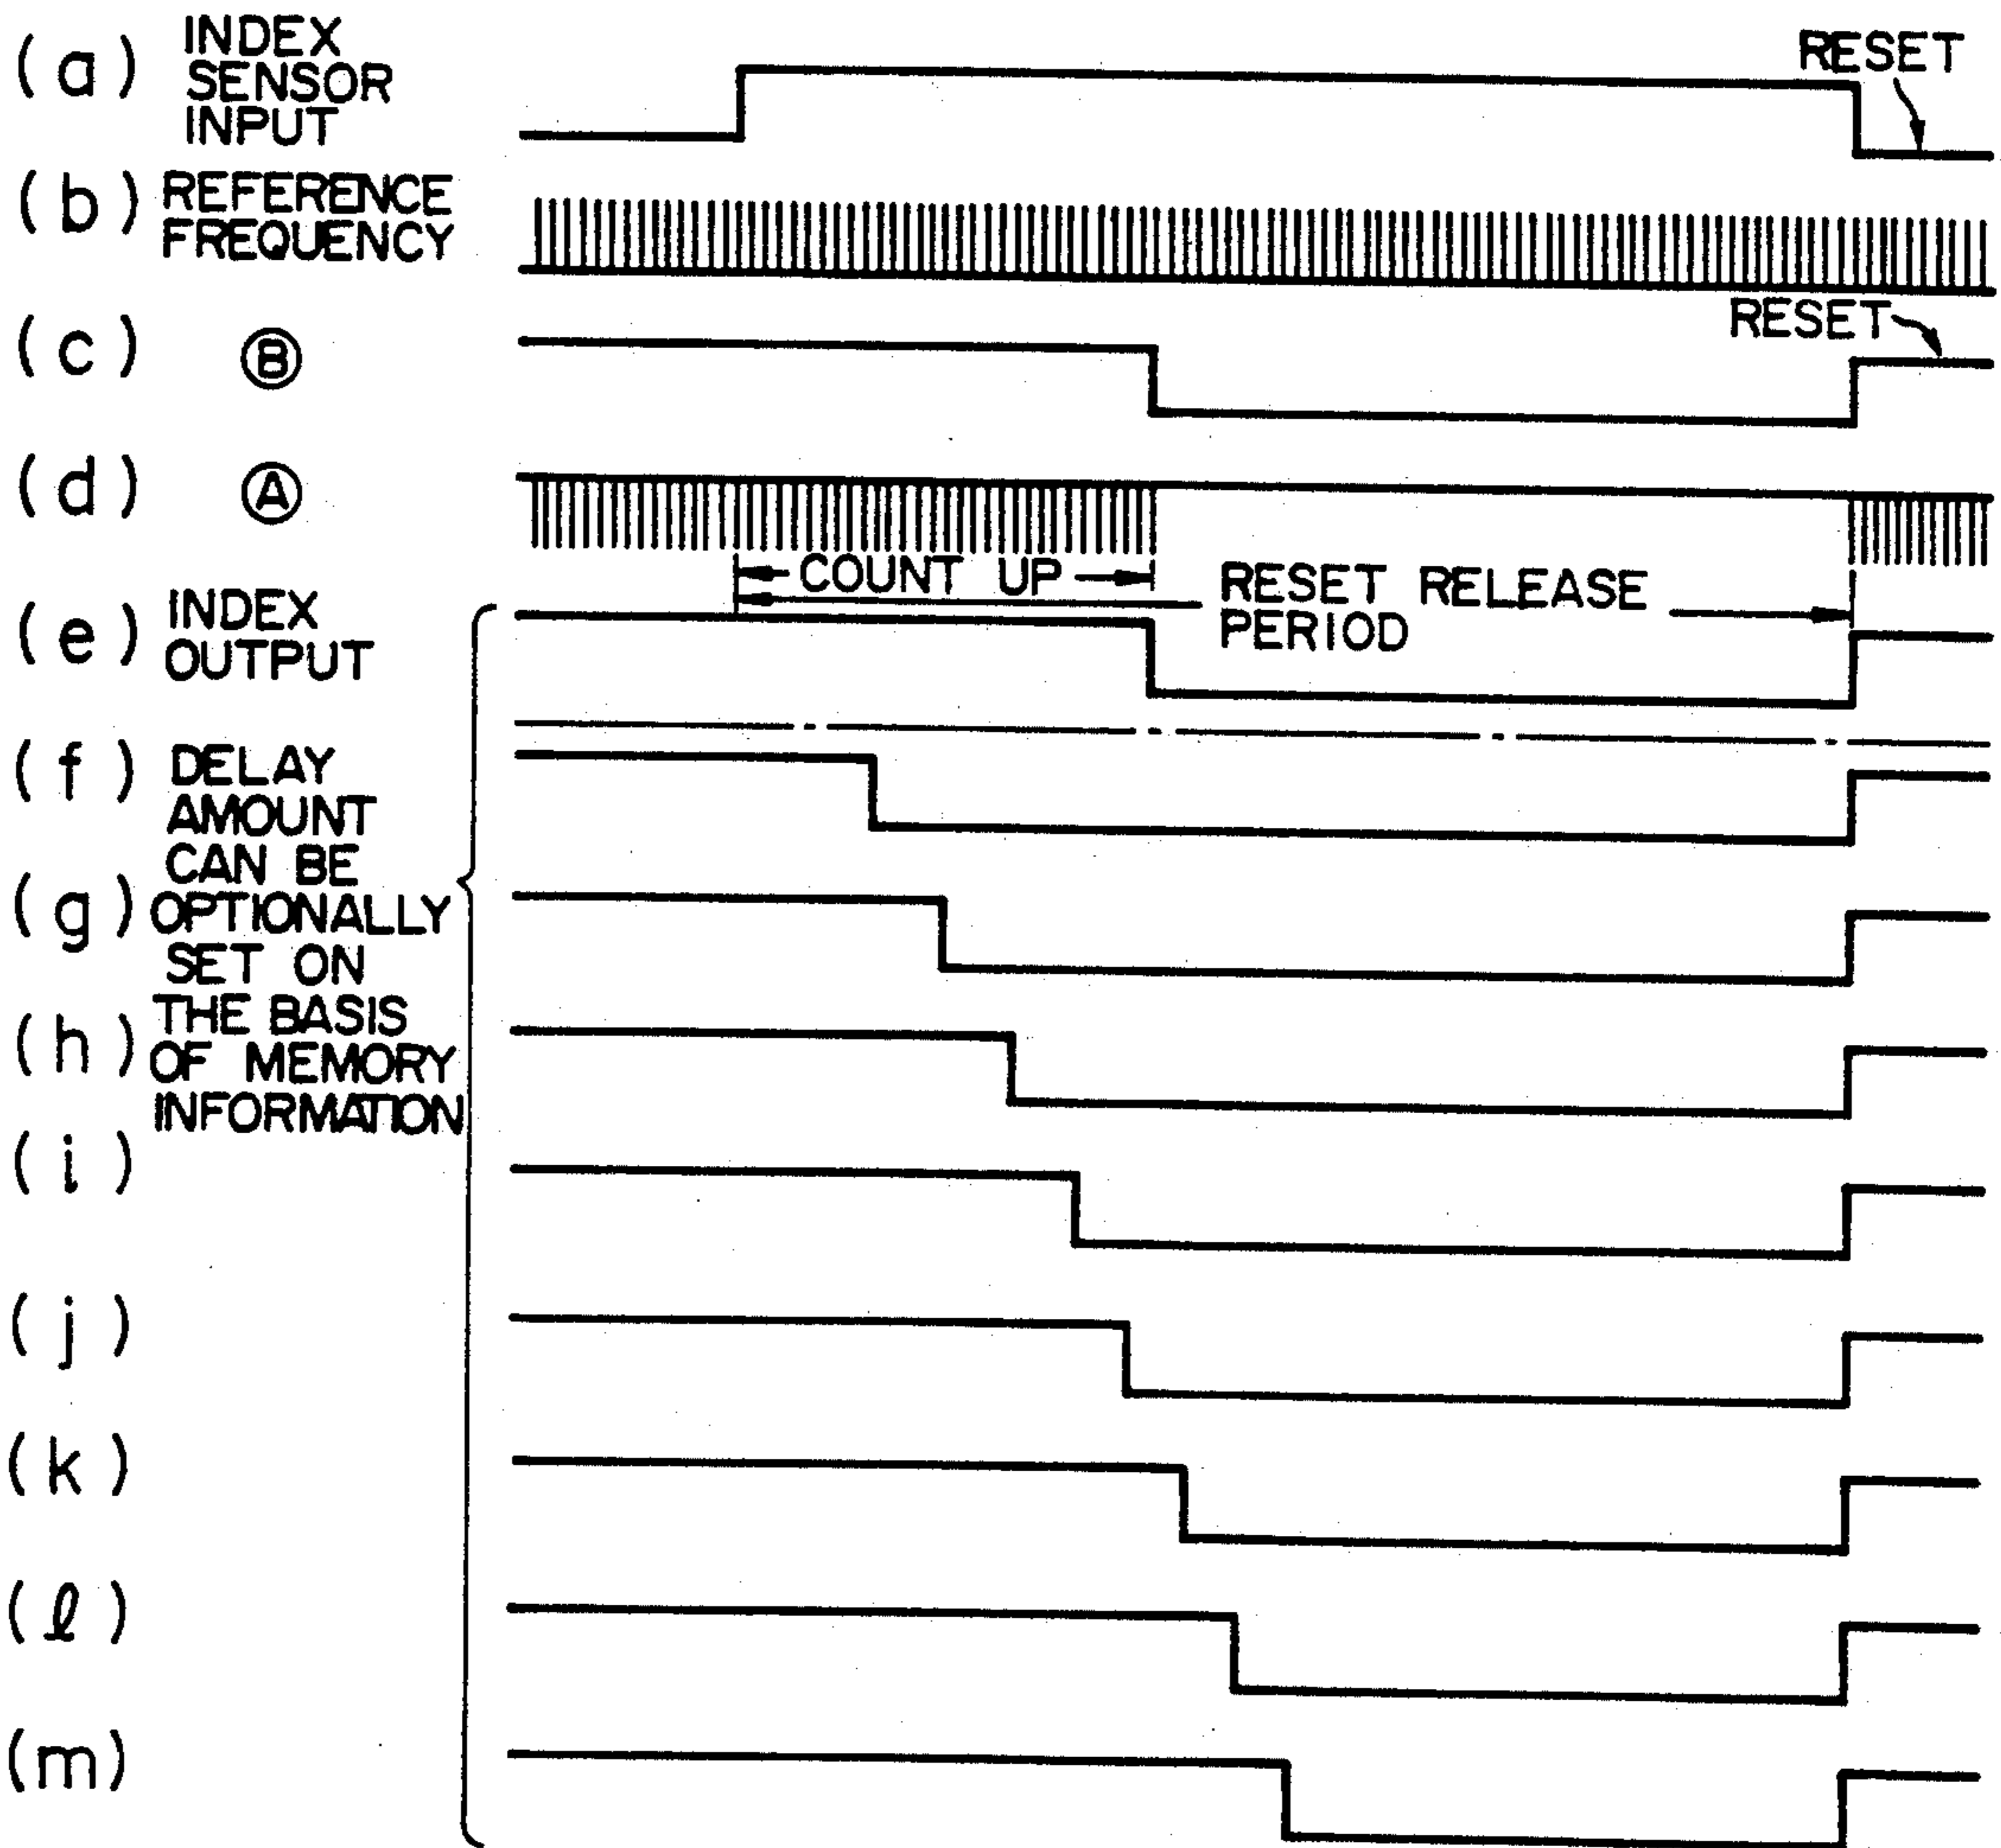 (a) INDEX
SENSOR
INPUT
RESET
(b) REFERENCE
FREQUENCY
RESET
(c) Ⓑ
(d) Ⓐ
COUNT UP
RESET RELEASE
PERIOD
(e) INDEX
OUTPUT
(f) DELAY
AMOUNT
CAN BE
(g) OPTIONALLY
SET ON
THE BASIS
(h) OF MEMORY
INFORMATION
(i)
(j)
(k)
(ℓ)
(m)